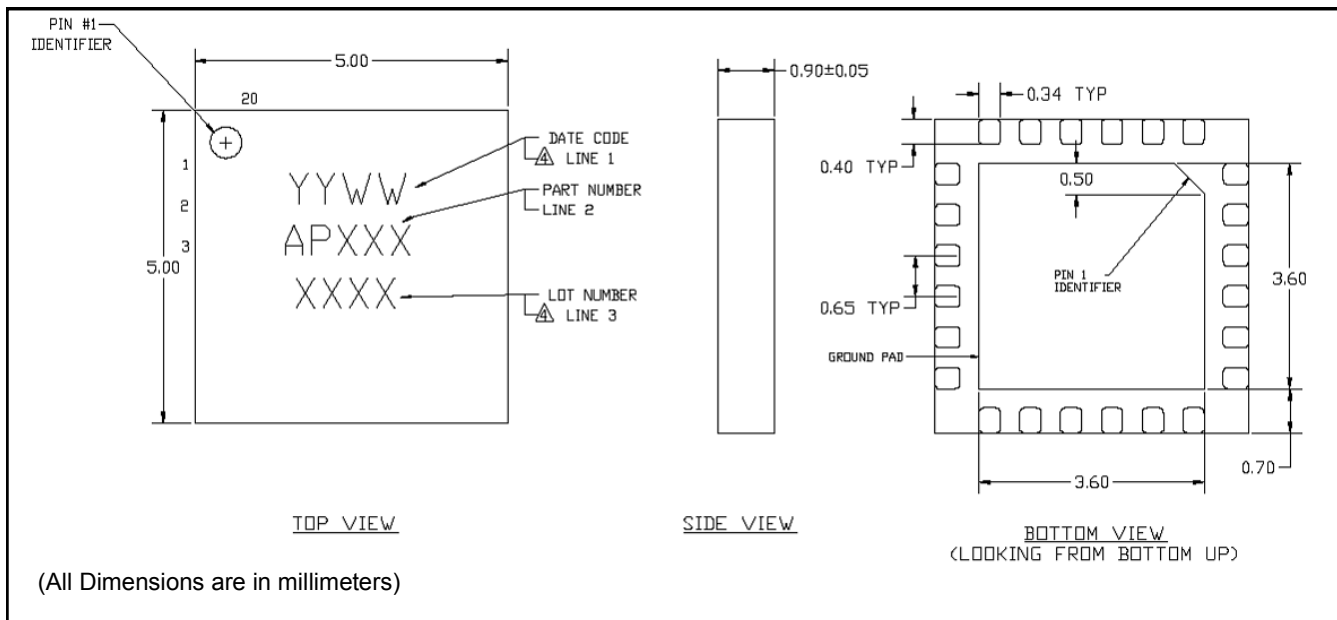 PIN #1
IDENTIFIER
5.00
20
5.00
1
2
3
YYWW
APXXX
XXXX
DATE CODE
4 LINE 1
PART NUMBER
LINE 2
LOT NUMBER
4 LINE 3
TOP VIEW
0.90±0.05
SIDE VIEW
0.34 TYP
0.40 TYP
0.50
PIN 1
IDENTIFIER
3.60
0.65 TYP
GROUND PAD
0.70
3.60
BOTTOM VIEW
(LOOKING FROM BOTTOM UP)
(All Dimensions are in millimeters)